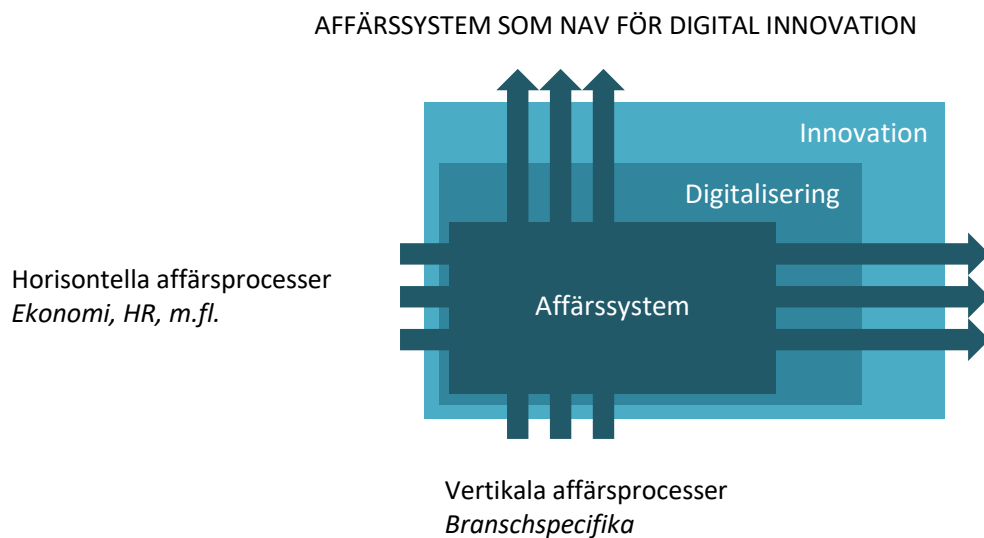 AFFÄRSSYSTEM SOM NAV FÖR DIGITAL INNOVATION
Innovation
Digitalisering
Horisontella affärsprocesser
Ekonomi, HR, m.fl.
Affärssystem
Vertikala affärsprocesser
Branschspecifika